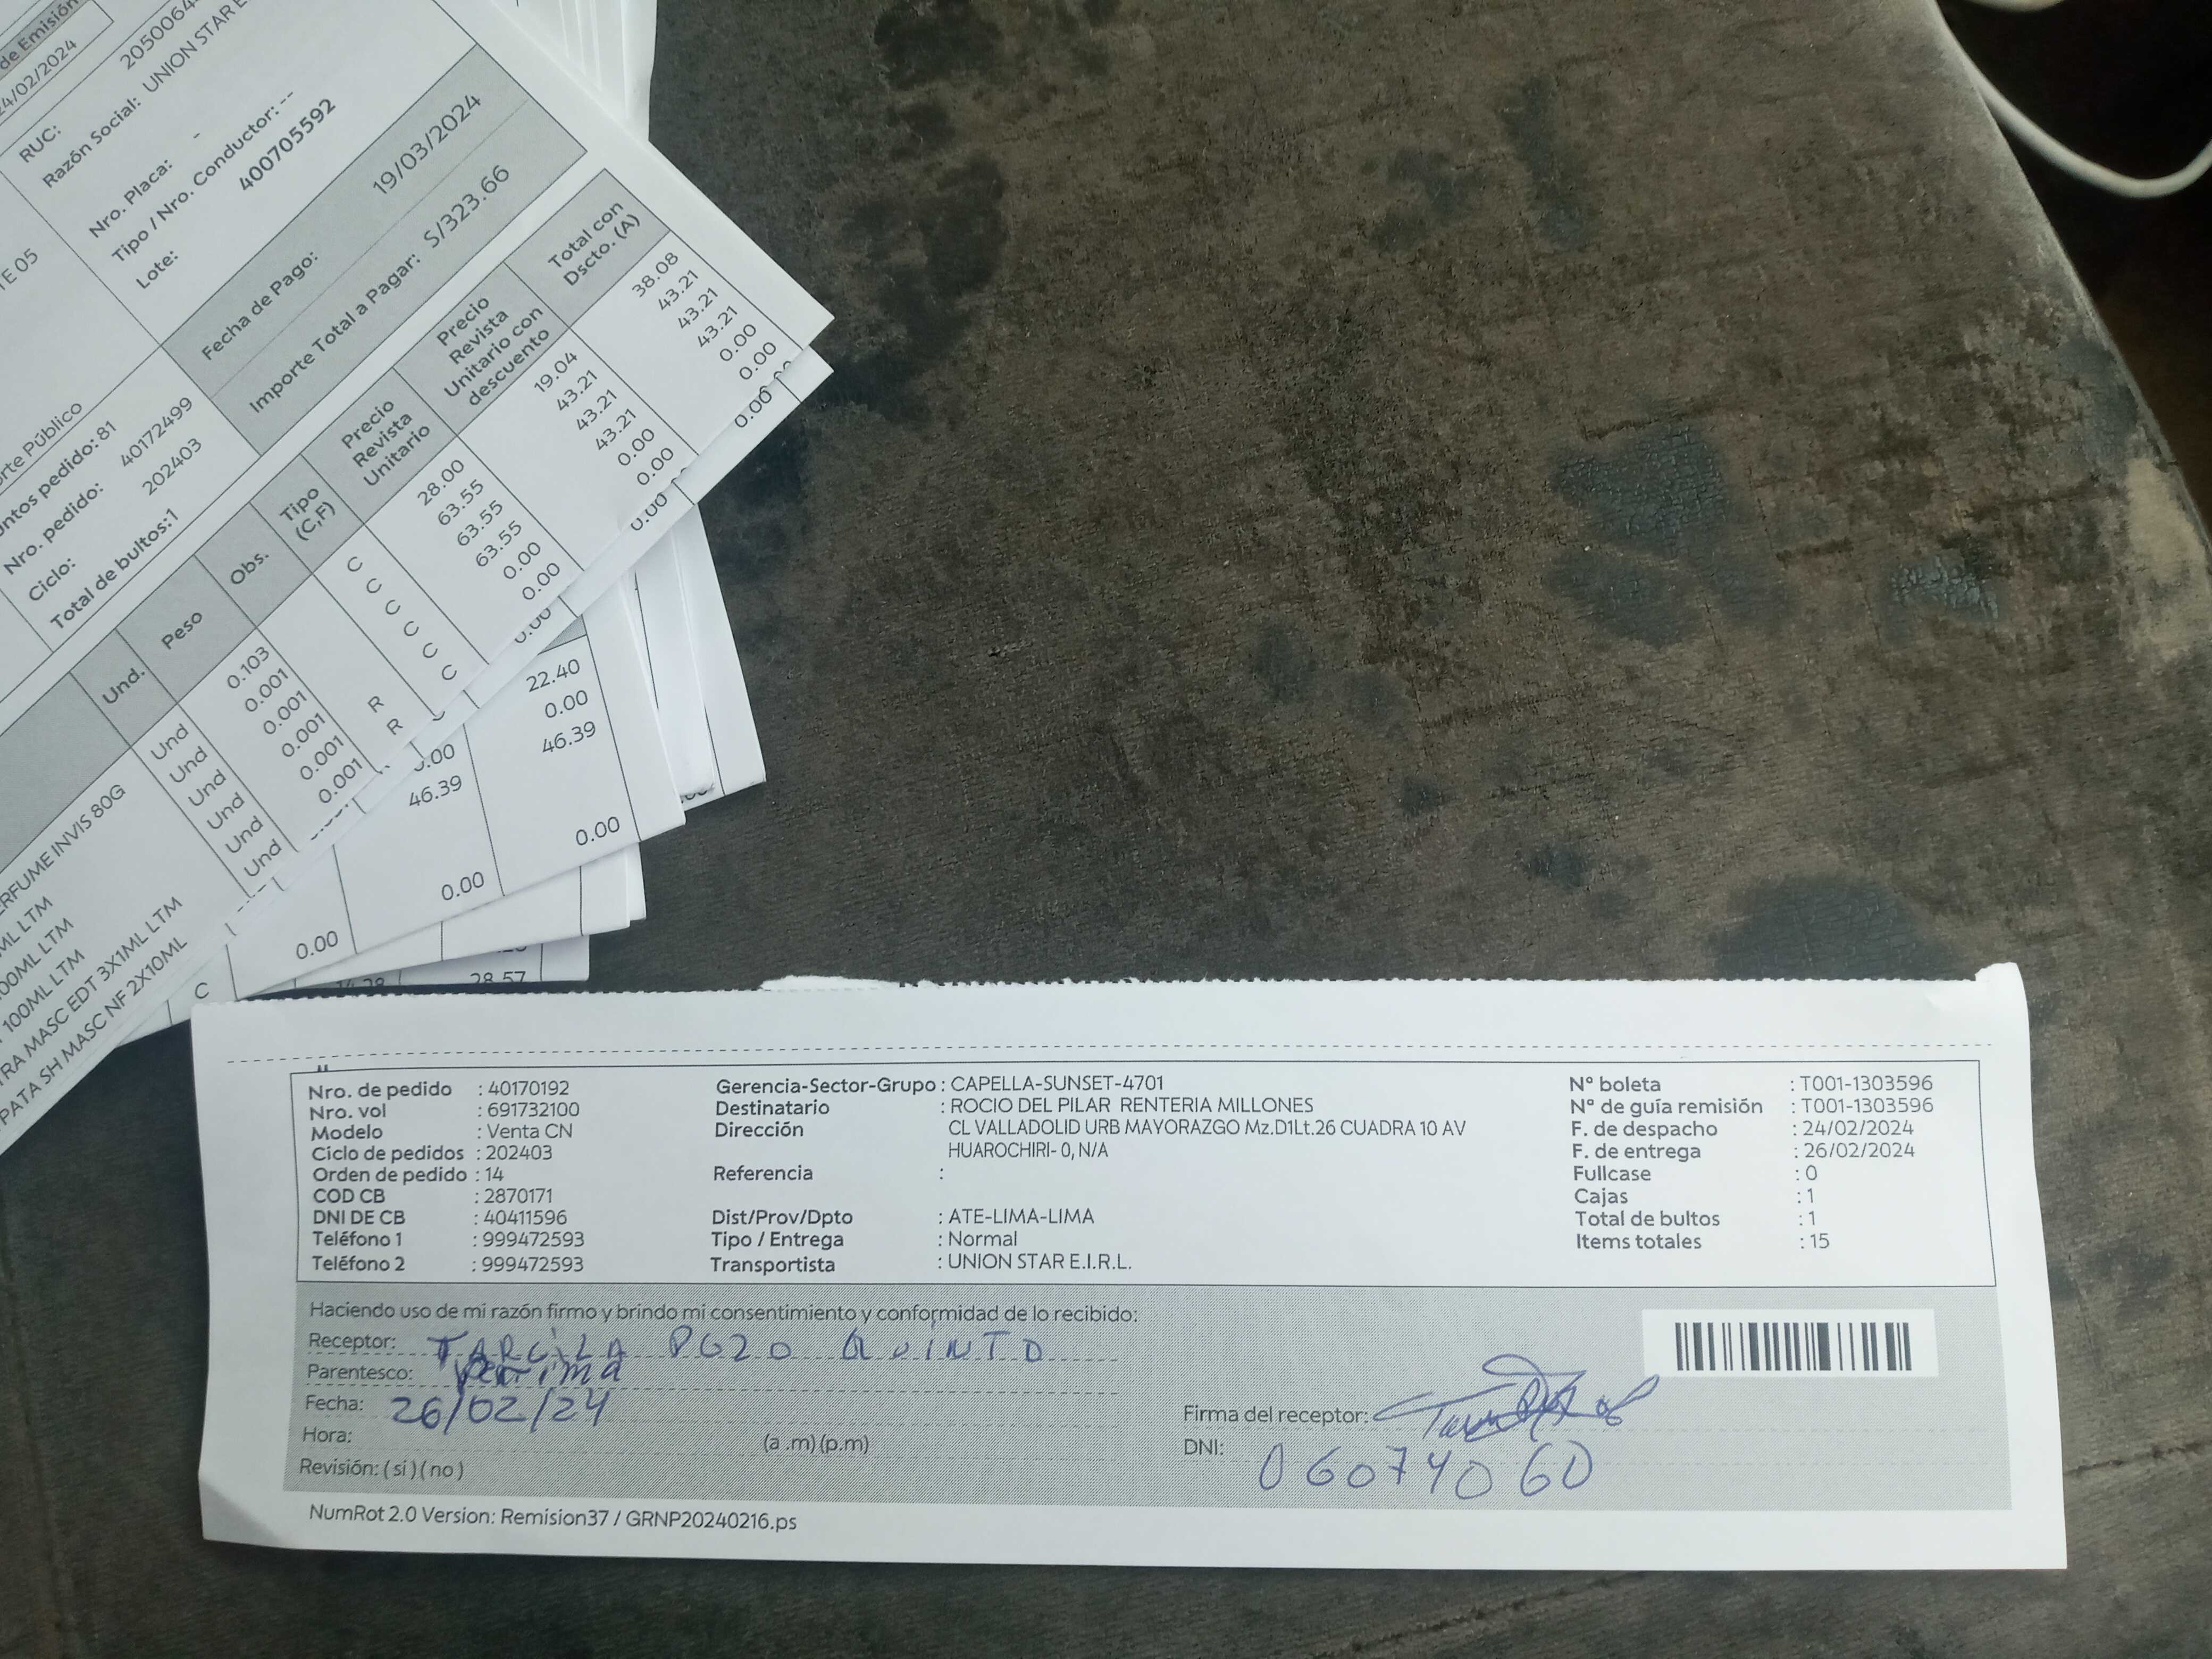 de Emisión
24/02/2024
RUC:
Razón Social: UNION STAR E
Nro. Placa: -
Tipo / Nro. Conductor: --
Lote: 400705592
TE 05
Fecha de Pago: 19/03/2024
Importe Total a Pagar: S/323.66
orte Público
untos pedido: 81
Nro. pedido: 40172499
Ciclo: 202403
Total de bultos:1
Und. Peso Obs. Tipo (C,F) Precio Revista Unitario Precio Revista Unitario con descuento Total con Dscto. (A)
ERFUME INVIS 80G Und 0.103 C 28.00 19.04 38.08
ML LTM Und 0.001 C 63.55 43.21 43.21
00ML LTM Und 0.001 C 63.55 43.21 43.21
100ML LTM Und 0.001 C 63.55 43.21 43.21
RA MASC EDT 3X1ML LTM Und 0.001 R C 0.00 0.00 0.00
PATA SH MASC NF 2X10ML Und 0.001 R C 0.00 0.00 0.00
0.00 0.00 0.00
22.40
0.00 0.00
46.39 46.39
0.00 0.00
0.00
C 28.57
Nro. de pedido : 40170192 Gerencia-Sector-Grupo : CAPELLA-SUNSET-4701 N° boleta : T001-1303596
Nro. vol : 691732100 Destinatario : ROCIO DEL PILAR RENTERIA MILLONES N° de guía remisión : T001-1303596
Modelo : Venta CN Dirección CL VALLADOLID URB MAYORAZGO Mz.D1Lt.26 CUADRA 10 AV F. de despacho : 24/02/2024
Ciclo de pedidos : 202403 HUAROCHIRI- 0, N/A F. de entrega : 26/02/2024
Orden de pedido : 14 Referencia : Fullcase : 0
COD CB : 2870171 Cajas : 1
DNI DE CB : 40411596 Dist/Prov/Dpto : ATE-LIMA-LIMA Total de bultos : 1
Teléfono 1 : 999472593 Tipo / Entrega : Normal Items totales : 15
Teléfono 2 : 999472593 Transportista : UNION STAR E.I.R.L.
Haciendo uso de mi razón firmo y brindo mi consentimiento y conformidad de lo recibido:
Receptor: TARCILA POZO QUINTO
Parentesco:
Fecha: 26/02/24
Firma del receptor:
Hora: (a .m) (p.m)
DNI: 06074060
Revisión: ( si ) ( no )
NumRot 2.0 Version: Remision37 / GRNP20240216.ps